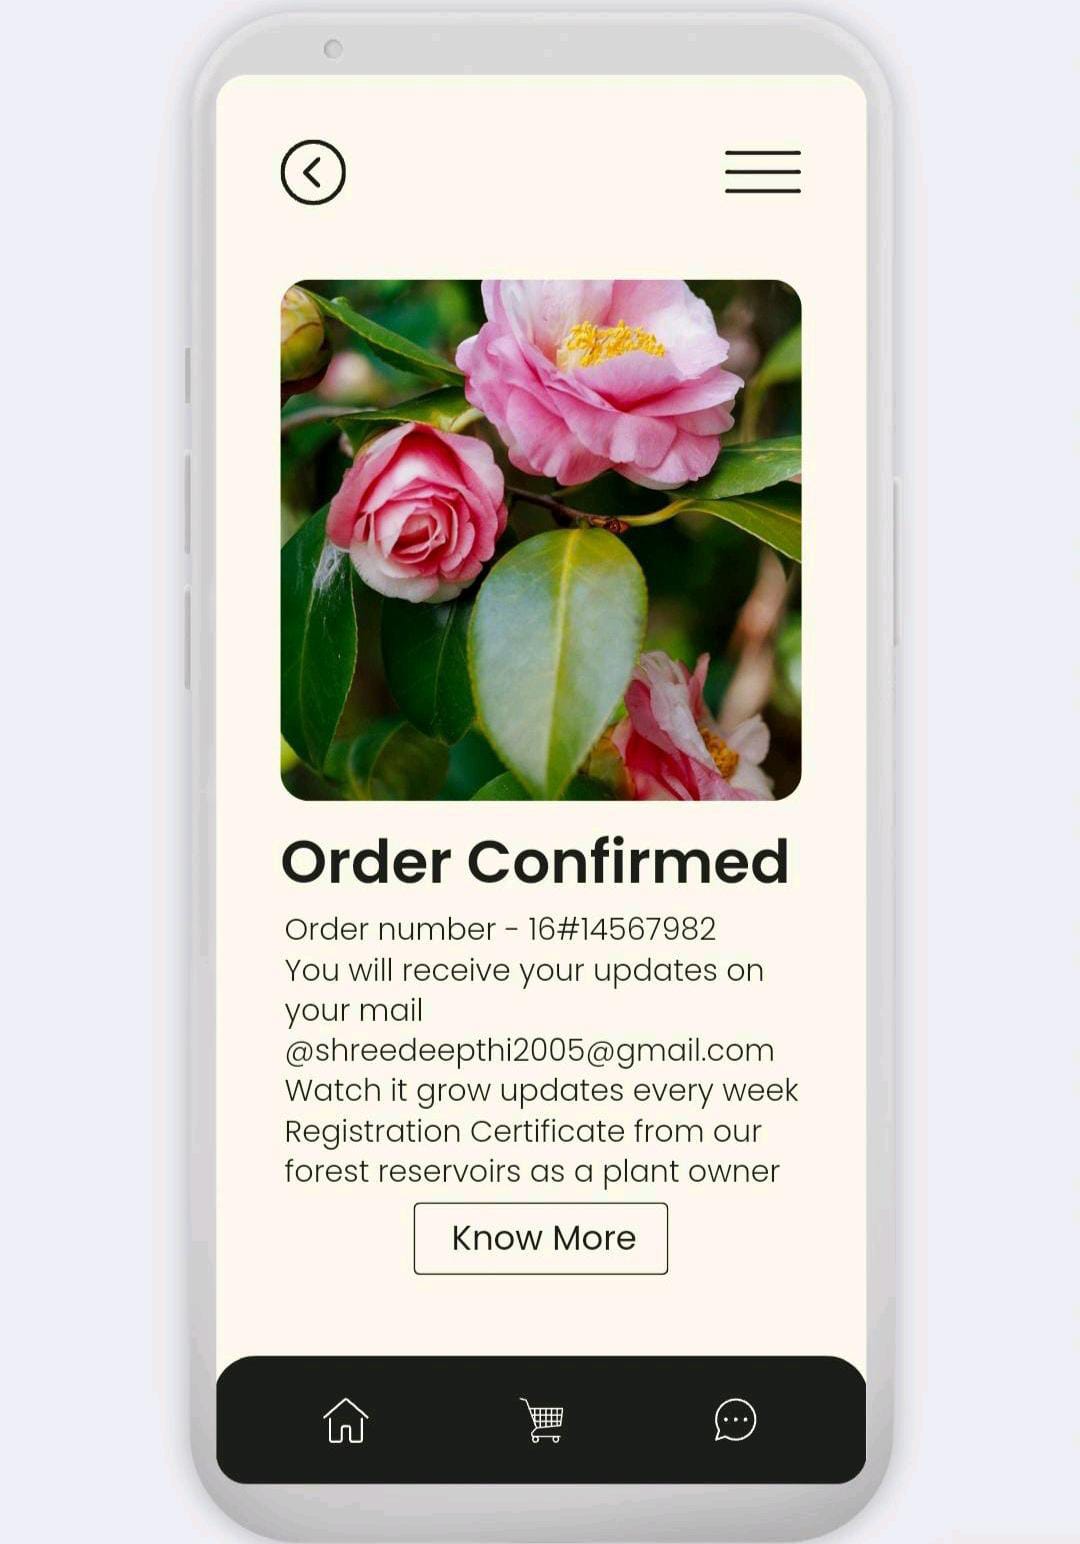 Order Confirmed
Order number - 16#14567982
You will receive your updates on
your mail
@shreedeepthi2005@gmail.com
Watch it grow updates every week
Registration Certificate from our
forest reservoirs as a plant owner
Know More